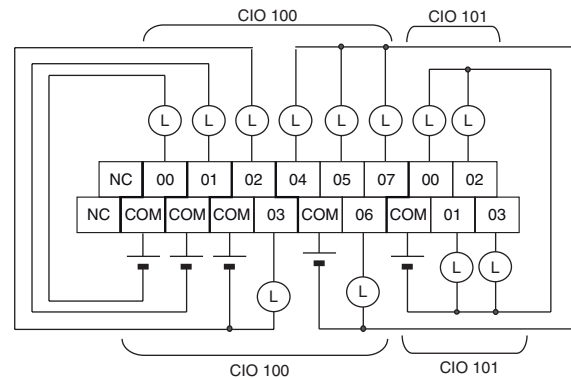 CIO 100 CIO 101
L L L L L L L L
NC 00 01 02 04 05 07 00 02
NC COM COM COM 03 COM 06 COM 01 03
L L L L
CIO 100 CIO 101